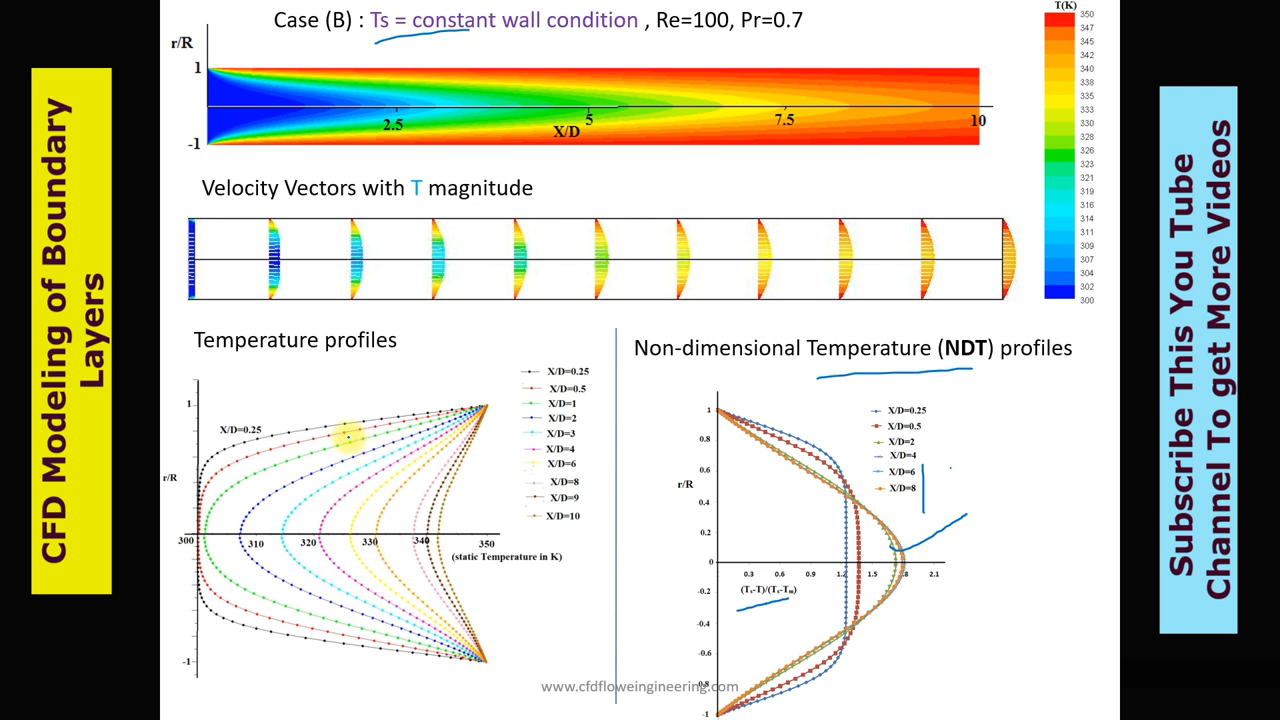 CFD Modeling of Boundary
Layers
Case (B) : Ts = constant wall condition , Re=100, Pr=0.7
r/R
1
-1
2.5
5
7.5
10
X/D
T(K)
350
347
345
342
340
338
335
333
330
328
326
323
321
319
316
314
311
309
307
304
302
300
Velocity Vectors with T magnitude
Temperature profiles
1
r/R
-1
X/D=0.25
300
310
320
330
340
350
(static Temperature in K)
X/D=0.25
X/D=0.5
X/D=1
X/D=2
X/D=3
X/D=4
X/D=6
X/D=8
X/D=9
X/D=10
Non-dimensional Temperature (NDT) profiles
1
0.8
0.6
r/R
0.4
0.2
0
-0.2
-0.4
-0.6
-1
0.3
0.6
0.9
1.5
1.8
2.1
(Ts-T)/(Ts-Tm)
X/D=0.25
X/D=0.5
X/D=2
X/D=4
X/D=6
X/D=8
www.cfdfloweingineering.com
Subscribe This You Tube
Channel To get More Videos